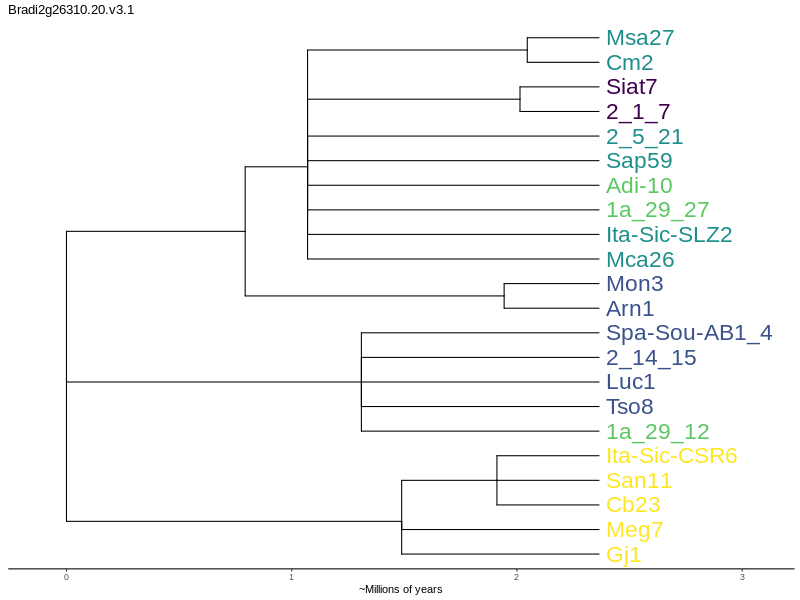 Bradi2g26310.20.v3.1
Msa27
Cm2
Siat7
2_1_7
2_5_21
Sap59
Adi-10
1a_29_27
Ita-Sic-SLZ2
Mca26
Mon3
Arn1
Spa-Sou-AB1_4
2_14_15
Luc1
Tso8
1a_29_12
Ita-Sic-CSR6
San11
Cb23
Meg7
Gj1
0 1 2 3
~Millions of years